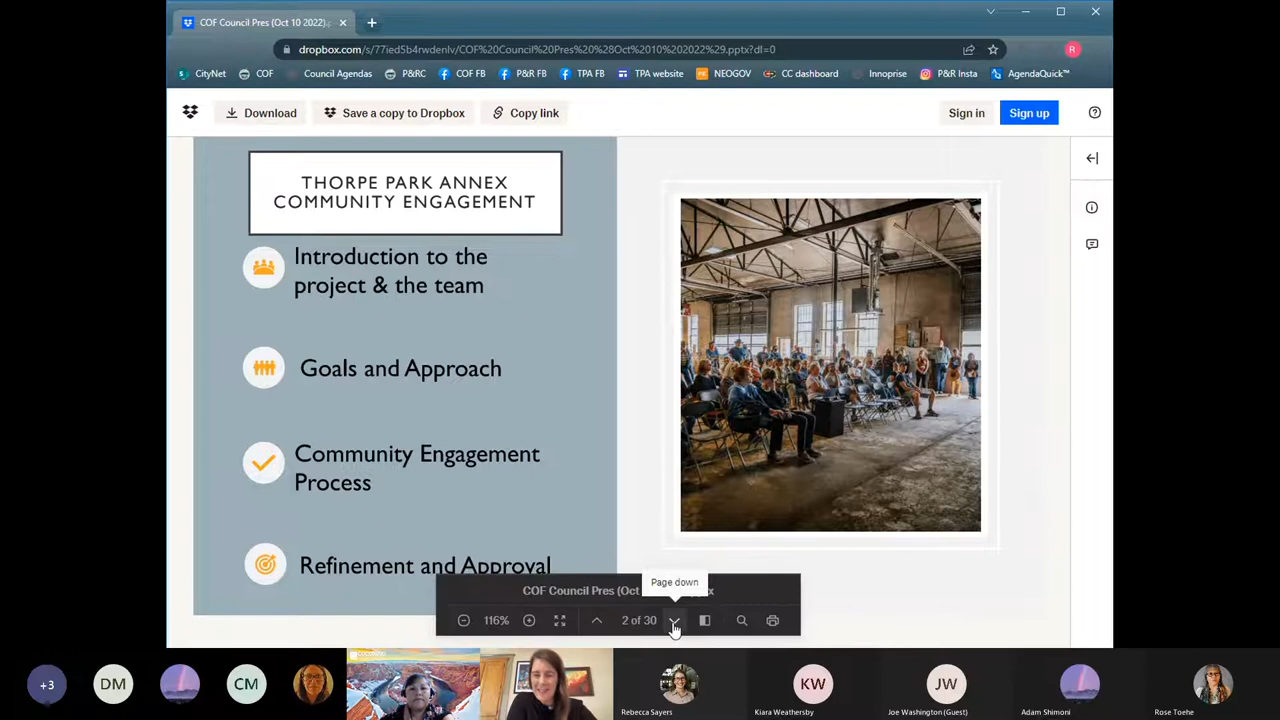 COF Council Pres (Oct 10 2022).
dropbox.com/s/77ied5b4rwdenlv/COF%20Council%20Pres%20%28Oct%2010%202022%29.pptx?dl=0
R
CityNet
COF
Council Agendas
P&RC
COF FB
P&R FB
TPA FB
TPA website
NEOGOV
CC dashboard
Innoprise
P&R Insta
AgendaQuick™
Download
Save a copy to Dropbox
Copy link
Sign in
Sign up
THORPE PARK ANNEX
COMMUNITY ENGAGEMENT
Introduction to the
project & the team
Goals and Approach
Community Engagement
Process
Refinement and Approval
Page down
COF Council Pres (Oct
116%
2 of 30
+3
DM
CM
KW
JW
Rebecca Sayers
Kiara Weathersby
Joe Washington (Guest)
Adam Shimoni
Rose Toehe